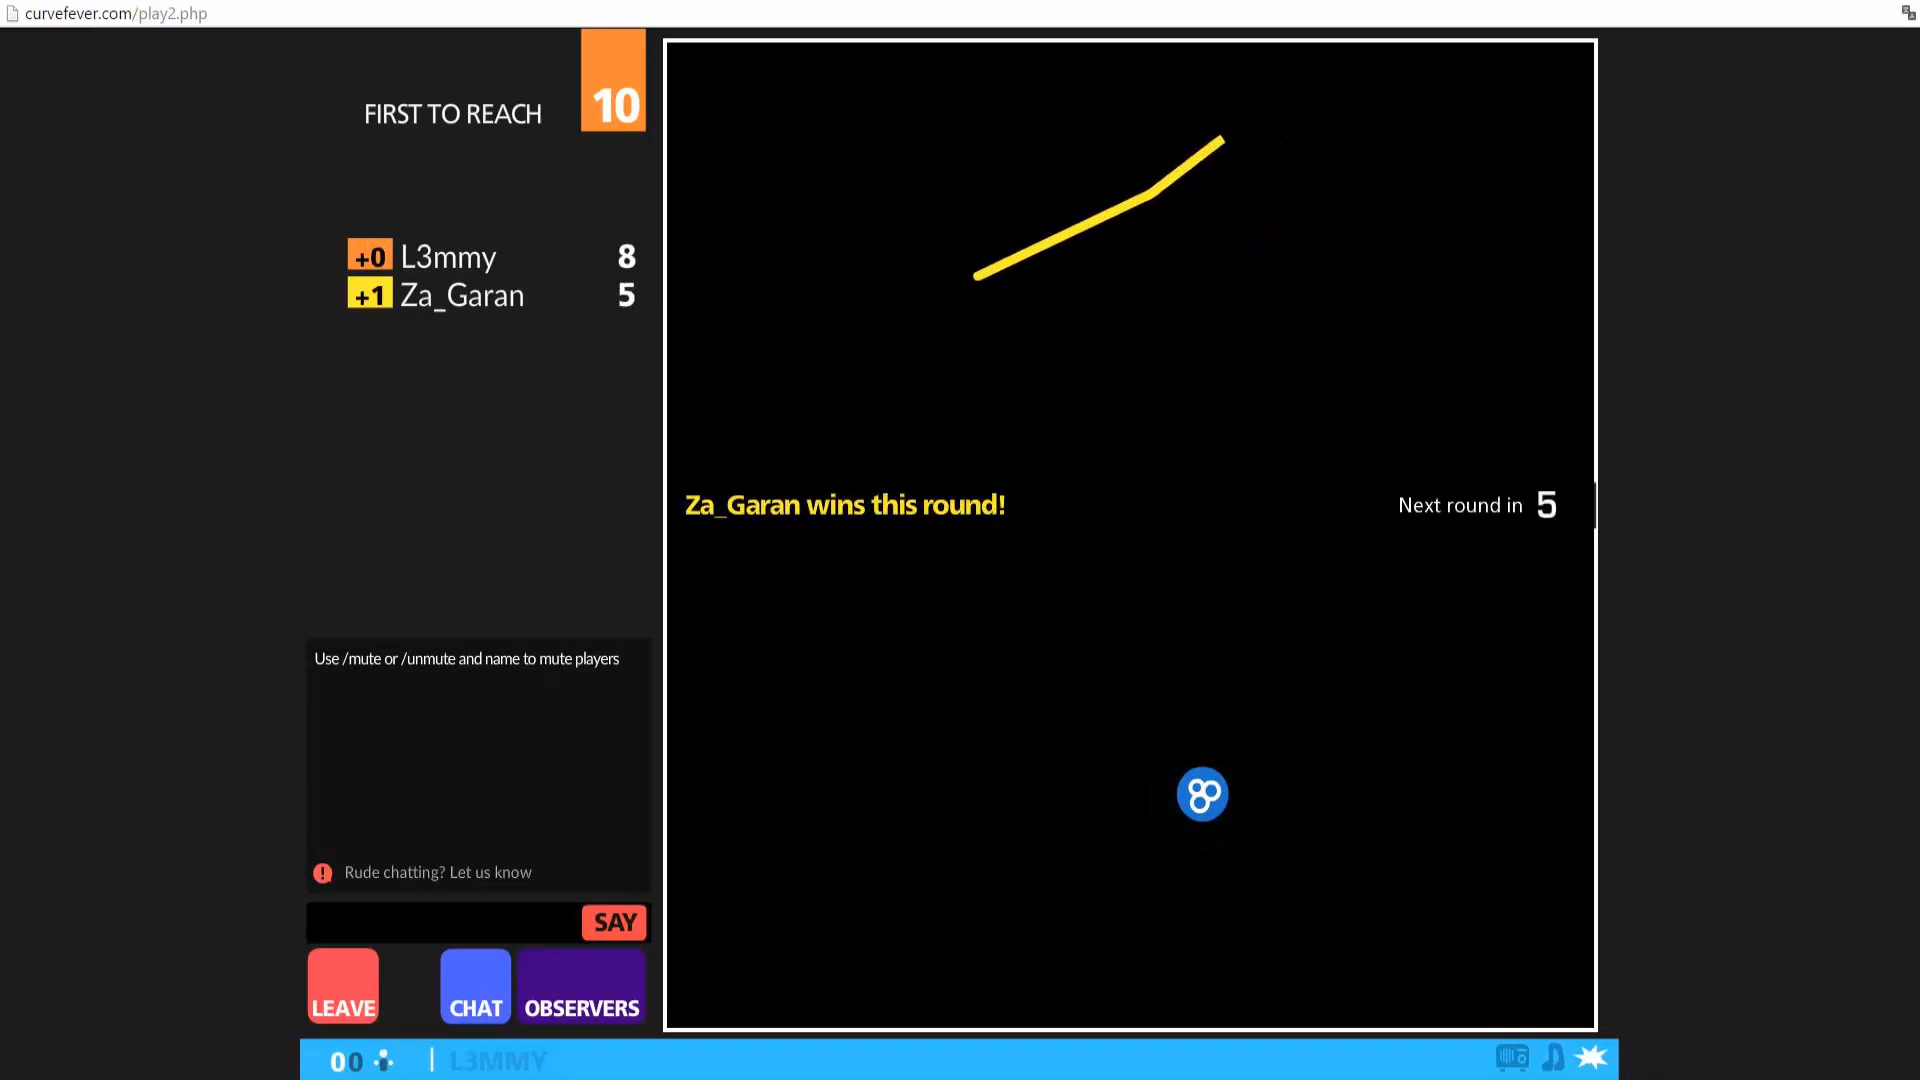 curvefever.com/play2.php
FIRST TO REACH
10
+0 L3mmy 8
+1 Za_Garan 5
Za_Garan wins this round!
Next round in 5
Use /mute or /unmute and name to mute players
! Rude chatting? Let us know
SAY
LEAVE
CHAT
OBSERVERS
00
L3MMY